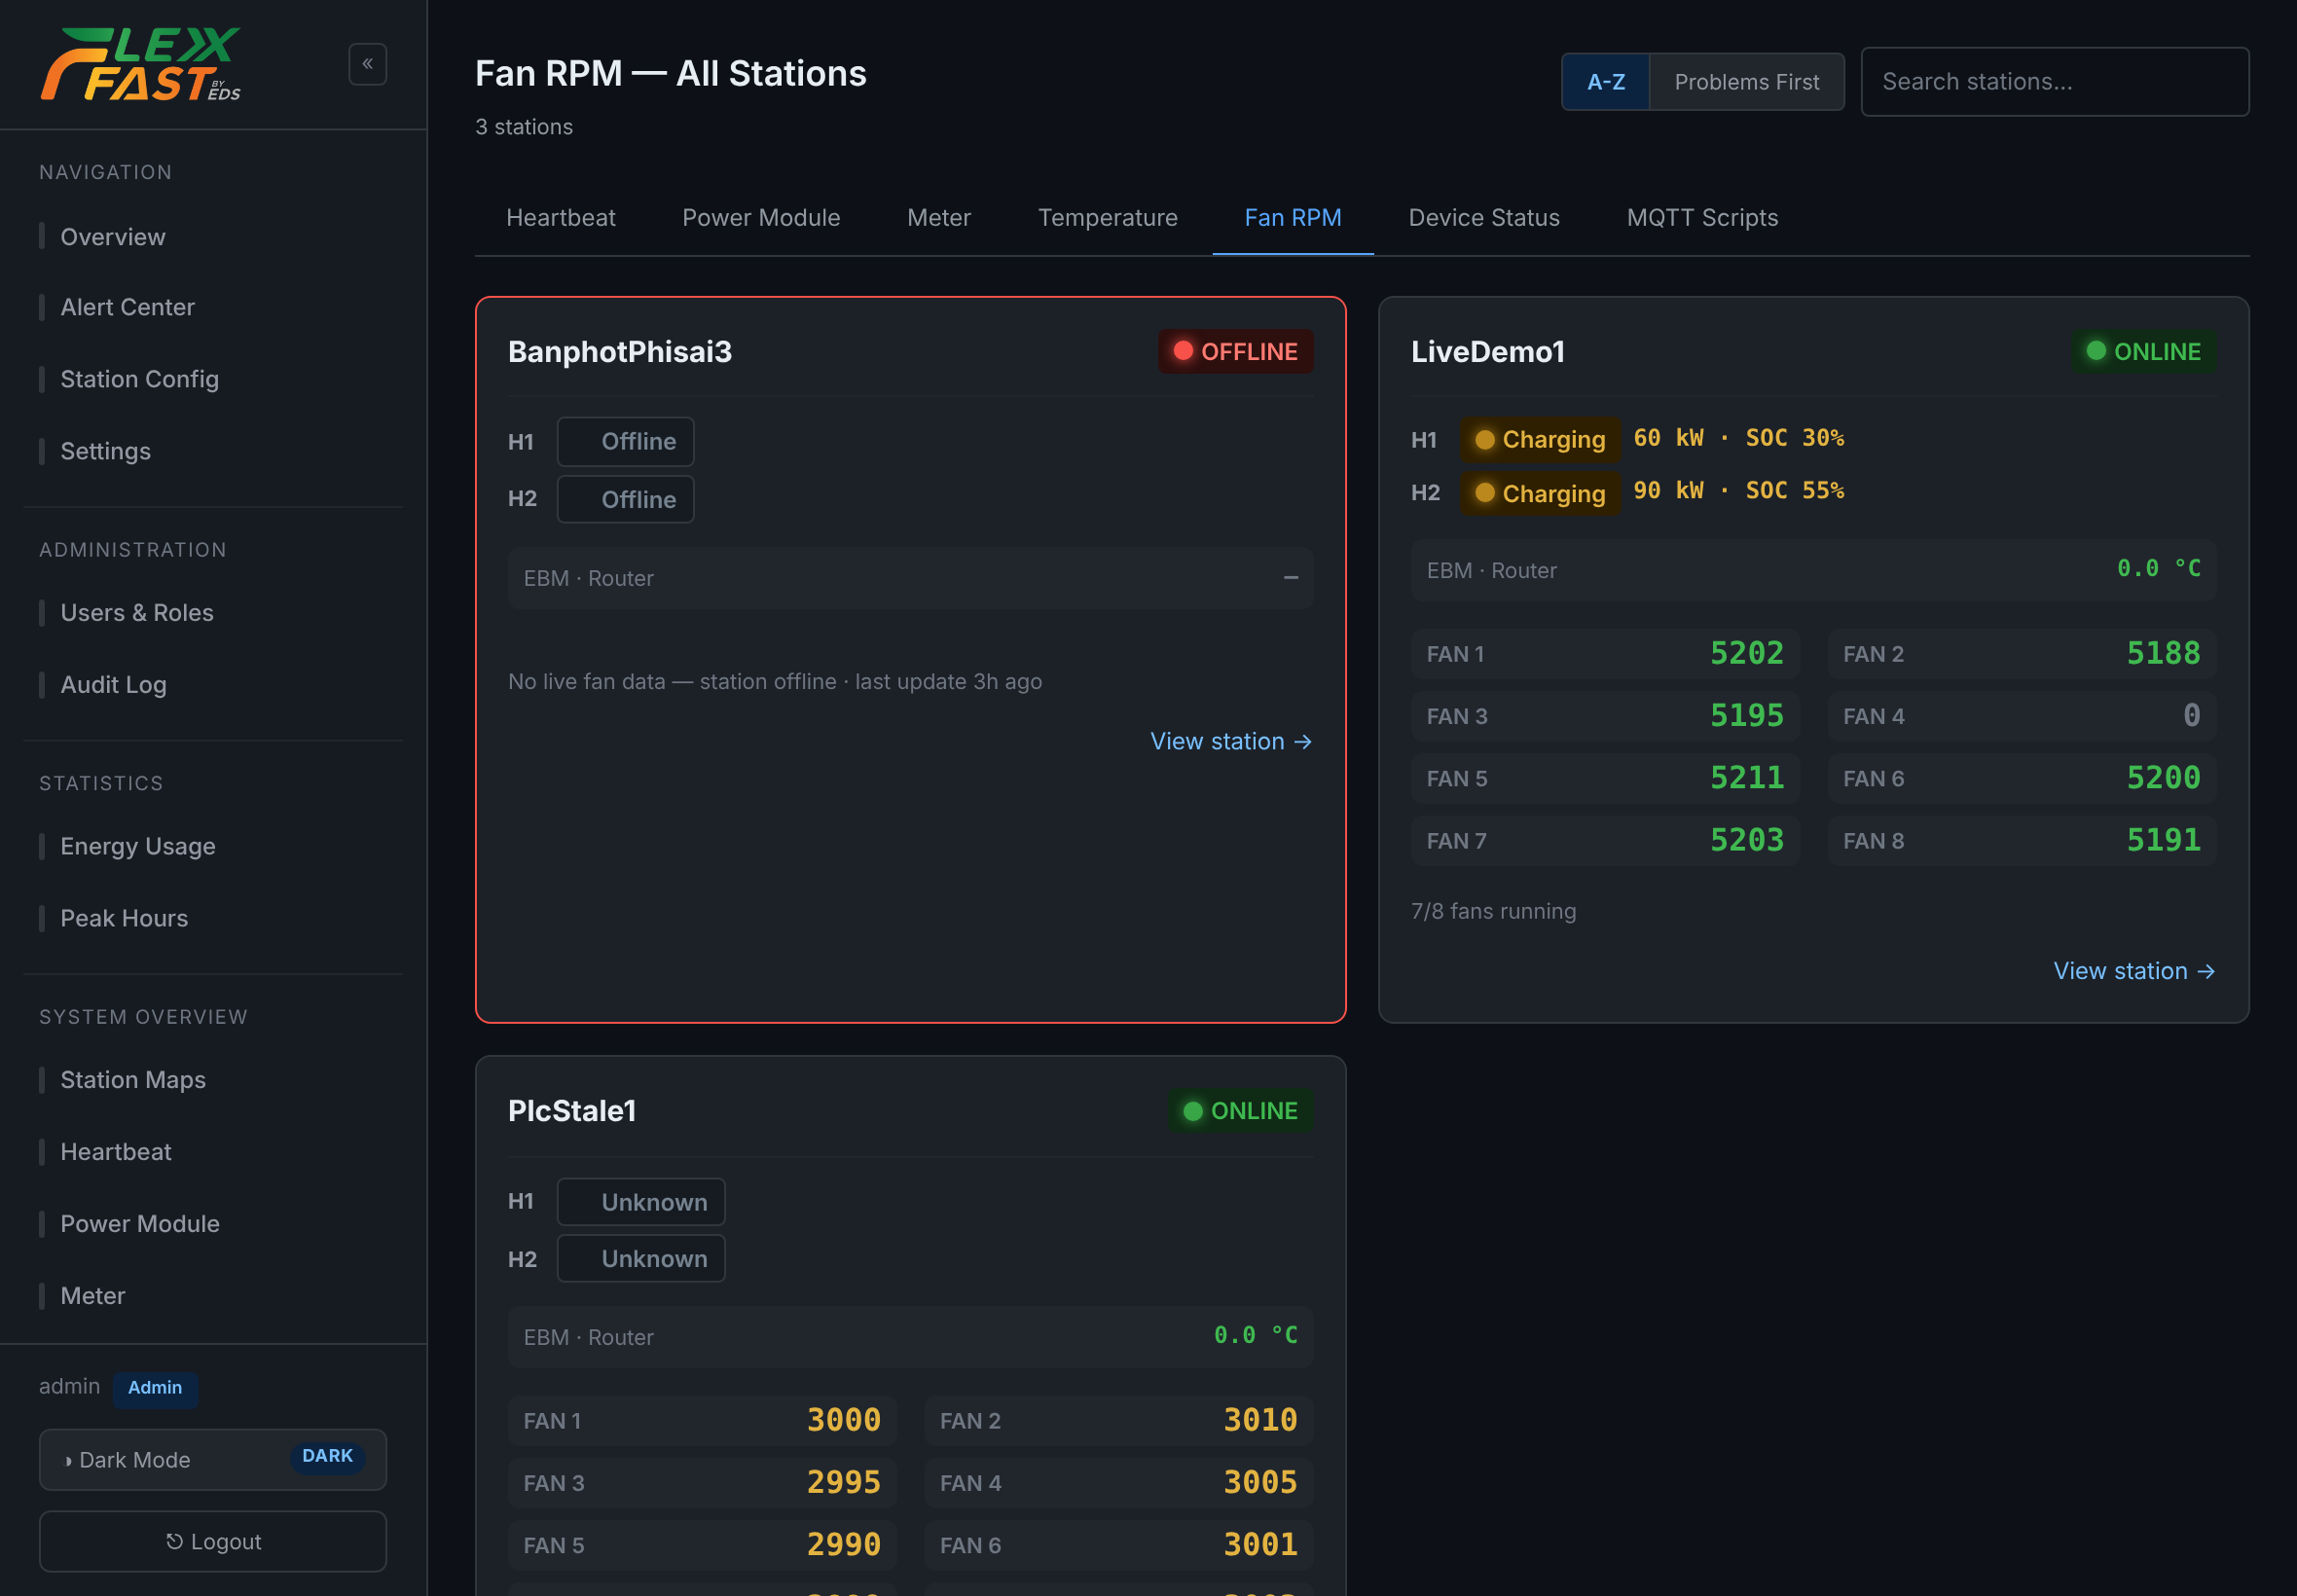 FLEXX
FAST BY EDS
«
NAVIGATION
Overview
Alert Center
Station Config
Settings
ADMINISTRATION
Users & Roles
Audit Log
STATISTICS
Energy Usage
Peak Hours
SYSTEM OVERVIEW
Station Maps
Heartbeat
Power Module
Meter
admin Admin
Dark Mode DARK
Logout
Fan RPM — All Stations
3 stations
A-Z Problems First Search stations...
Heartbeat Power Module Meter Temperature Fan RPM Device Status MQTT Scripts
BanphotPhisai3 OFFLINE
H1 Offline
H2 Offline
EBM · Router —
No live fan data — station offline · last update 3h ago
View station →
LiveDemo1 ONLINE
H1 Charging 60 kW · SOC 30%
H2 Charging 90 kW · SOC 55%
EBM · Router 0.0 °C
FAN 1 5202 FAN 2 5188
FAN 3 5195 FAN 4 0
FAN 5 5211 FAN 6 5200
FAN 7 5203 FAN 8 5191
7/8 fans running
View station →
PlcStale1 ONLINE
H1 Unknown
H2 Unknown
EBM · Router 0.0 °C
FAN 1 3000 FAN 2 3010
FAN 3 2995 FAN 4 3005
FAN 5 2990 FAN 6 3001